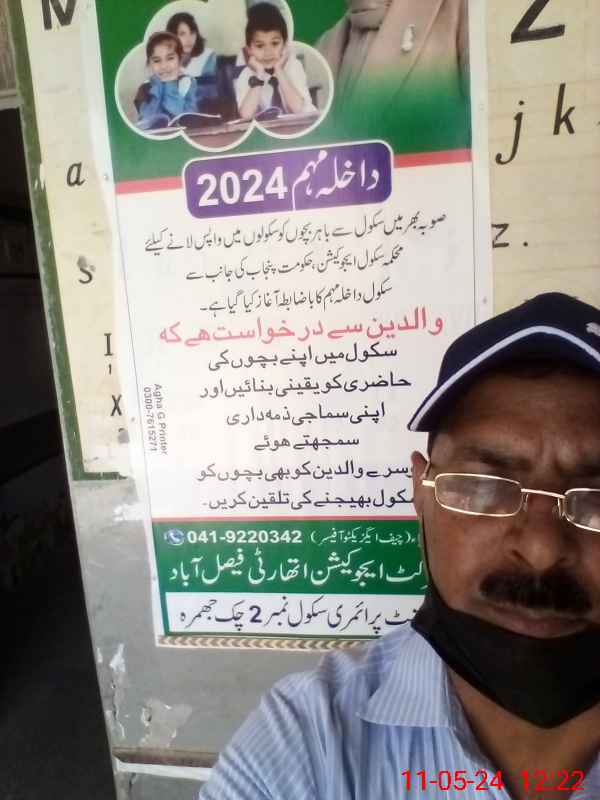 N
Z
j k
a
z.
s
I
X
داخلہ مہم 2024
صوبہ بھر میں سکول سے باہر بچوں کو سکولوں میں واپس لانے کیلئے
محکمہ سکول ایجوکیشن، حکومت پنجاب کی جانب سے
سکول داخلہ مہم کا باضابطہ آغاز کیا گیا ہے۔
والدین سے درخواست ہے کہ
سکول میں اپنے بچوں کی
حاضری کو یقینی بنائیں اور
اپنی سماجی ذمہ داری
سمجھتے ہوئے
وسرے والدین کو بھی بچوں کو
سکول بھیجنے کی تلقین کریں۔
Agha G Printer
0300-7615271
(چیف ایگزیکٹو آفیسر) 041-9220342
کٹ ایجوکیشن اتھارٹی فیصل آباد
نٹ پرائمری سکول نمبر 2 چک جھمرہ
11-05-24 12:22